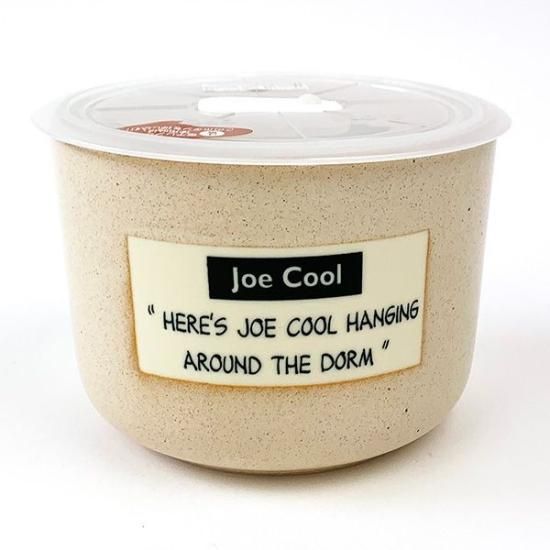 Joe Cool
" HERE'S JOE COOL HANGING
AROUND THE DORM "